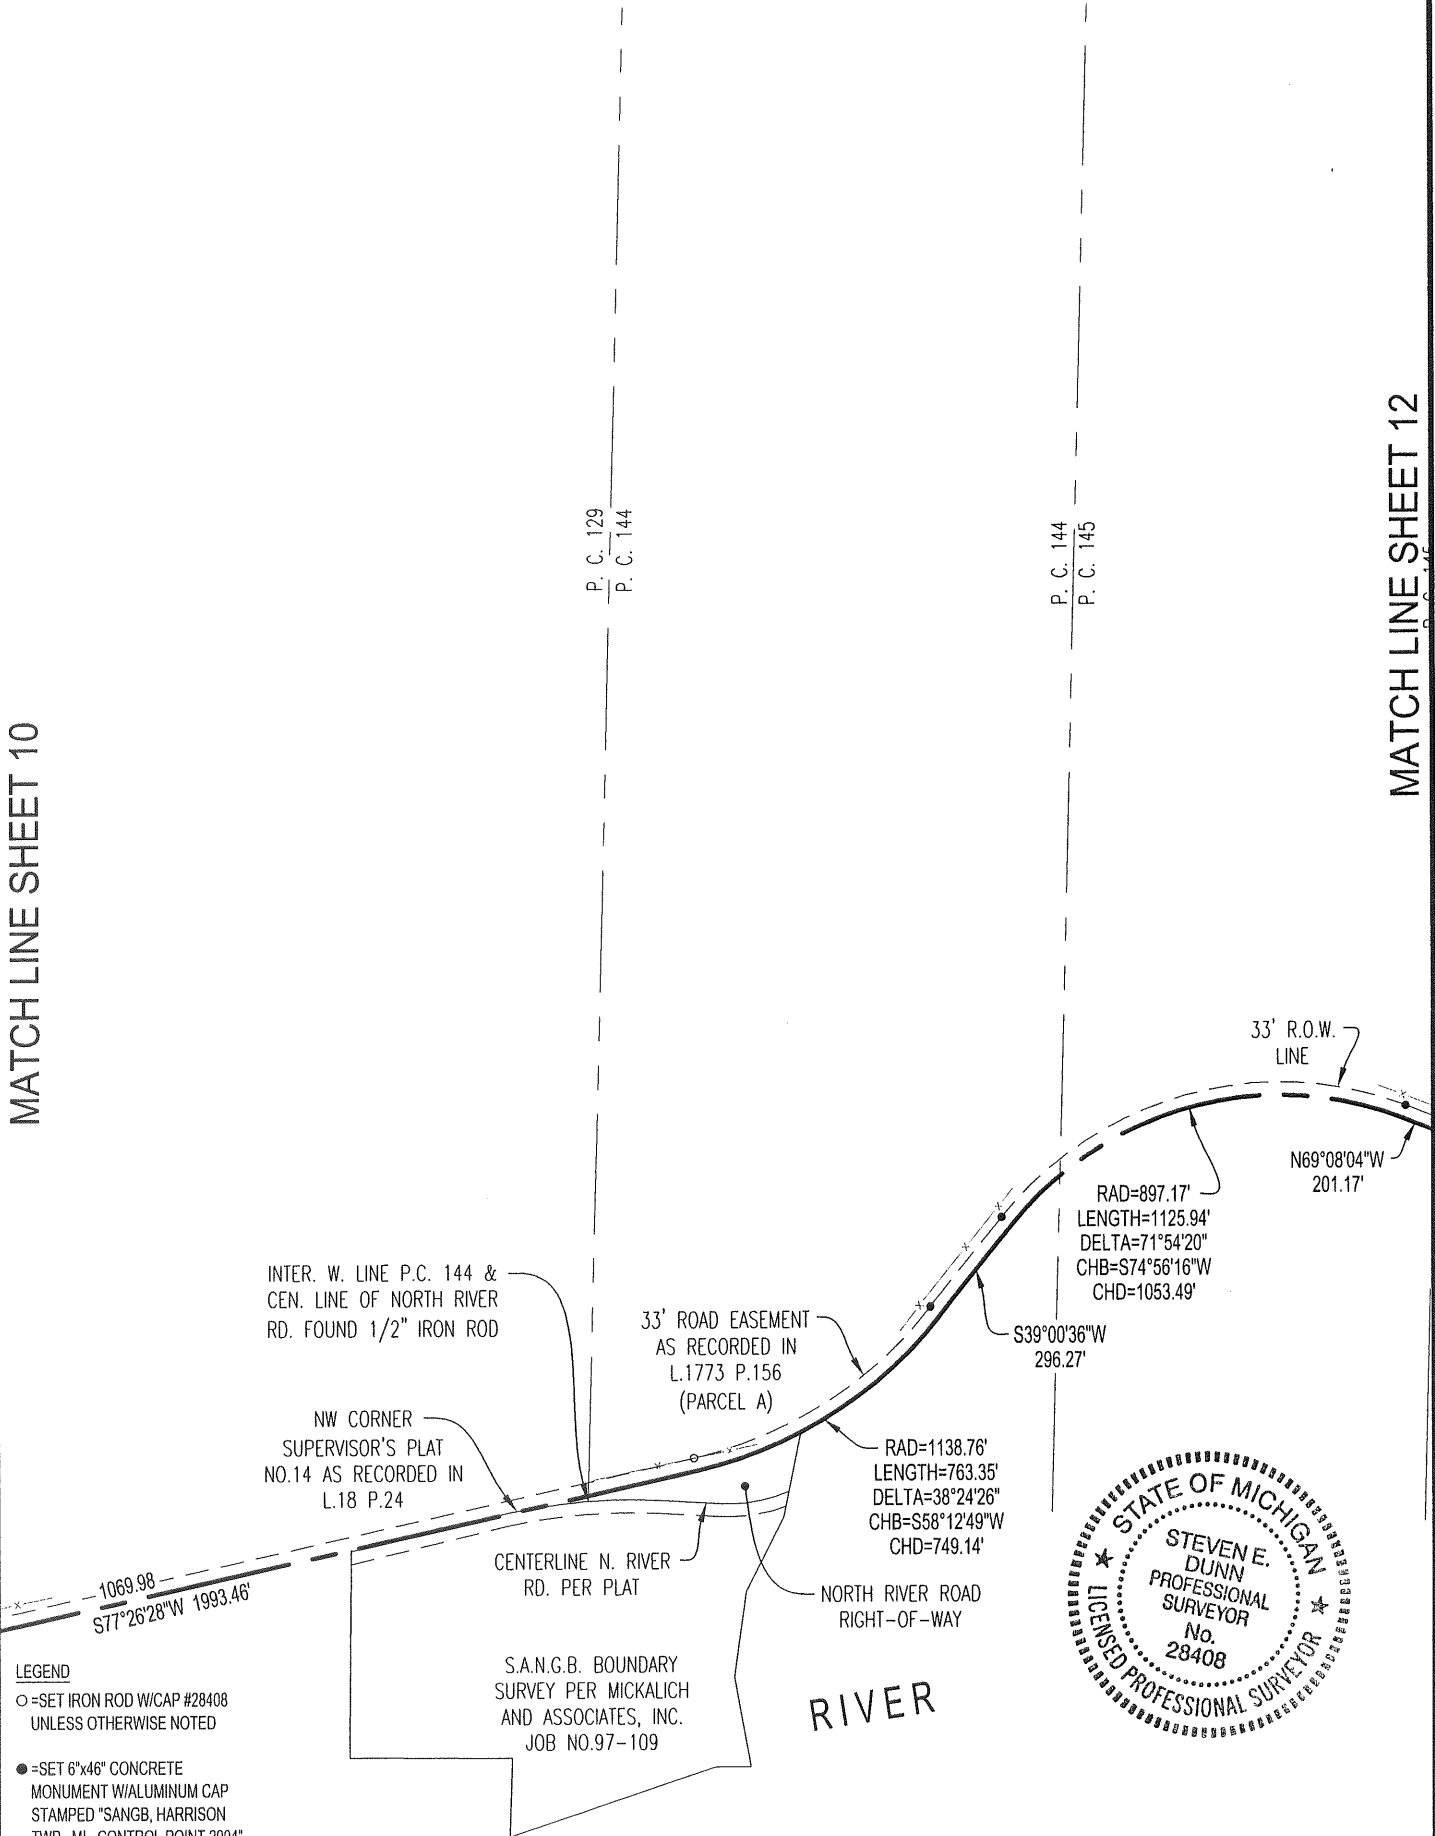 P. C. 129
P. C. 144
P. C. 144
P. C. 145
MATCH LINE SHEET 12
MATCH LINE SHEET 10
33' R.O.W.
LINE
N69°08'04"W
201.17'
RAD=897.17'
LENGTH=1125.94'
DELTA=71°54'20"
CHB=S74°56'16"W
CHD=1053.49'
INTER. W. LINE P.C. 144 &
CEN. LINE OF NORTH RIVER
RD. FOUND 1/2" IRON ROD
33' ROAD EASEMENT
AS RECORDED IN
L.1773 P.156
(PARCEL A)
S39°00'36"W
296.27'
NW CORNER
SUPERVISOR'S PLAT
NO.14 AS RECORDED IN
L.18 P.24
RAD=1138.76'
LENGTH=763.35'
DELTA=38°24'26"
CHB=S58°12'49"W
CHD=749.14'
CENTERLINE N. RIVER
RD. PER PLAT
NORTH RIVER ROAD
RIGHT-OF-WAY
1069.98
S77°26'28"W 1993.46'
S.A.N.G.B. BOUNDARY
SURVEY PER MICKALICH
AND ASSOCIATES, INC.
JOB NO.97-109
RIVER
STATE OF MICHIGAN
STEVEN E.
DUNN
PROFESSIONAL
SURVEYOR
No.
28408
LICENSED PROFESSIONAL SURVEYOR
LEGEND
=SET IRON ROD W/CAP #28408
UNLESS OTHERWISE NOTED
=SET 6"x46" CONCRETE
MONUMENT W/ALUMINUM CAP
STAMPED "SANGB, HARRISON
TWP., MI, CONTROL POINT 2004"